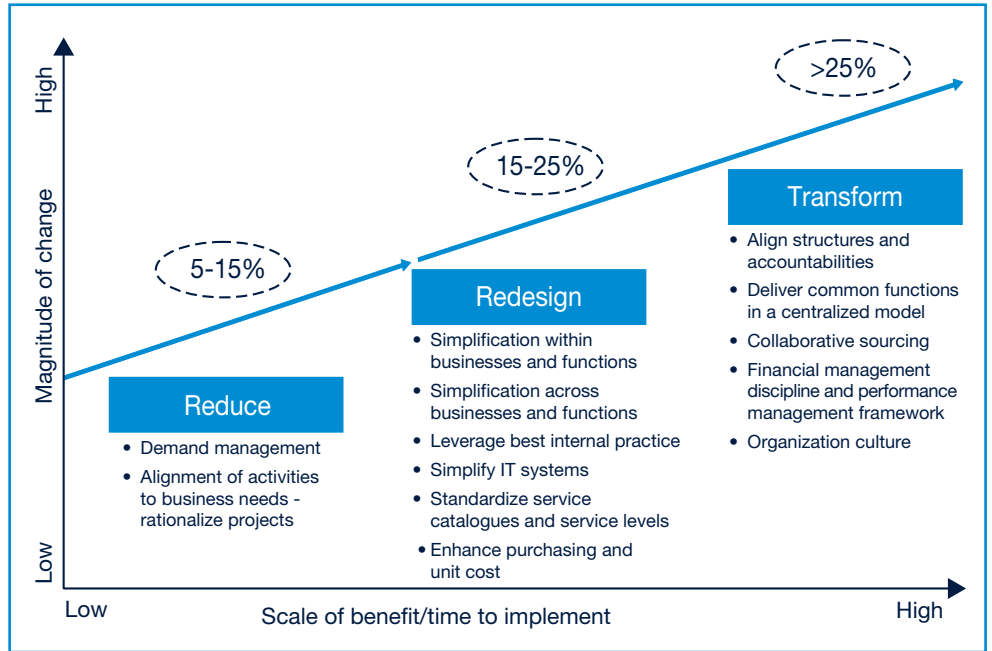 High
Magnitude of change
Low
5-15%
15-25%
>25%
Reduce
• Demand management
• Alignment of activities
to business needs -
rationalize projects
Redesign
• Simplification within
businesses and functions
• Simplification across
businesses and functions
• Leverage best internal practice
• Simplify IT systems
• Standardize service
catalogues and service levels
• Enhance purchasing and
unit cost
Transform
• Align structures and
accountabilities
• Deliver common functions
in a centralized model
• Collaborative sourcing
• Financial management
discipline and performance
management framework
• Organization culture
Low
Scale of benefit/time to implement
High